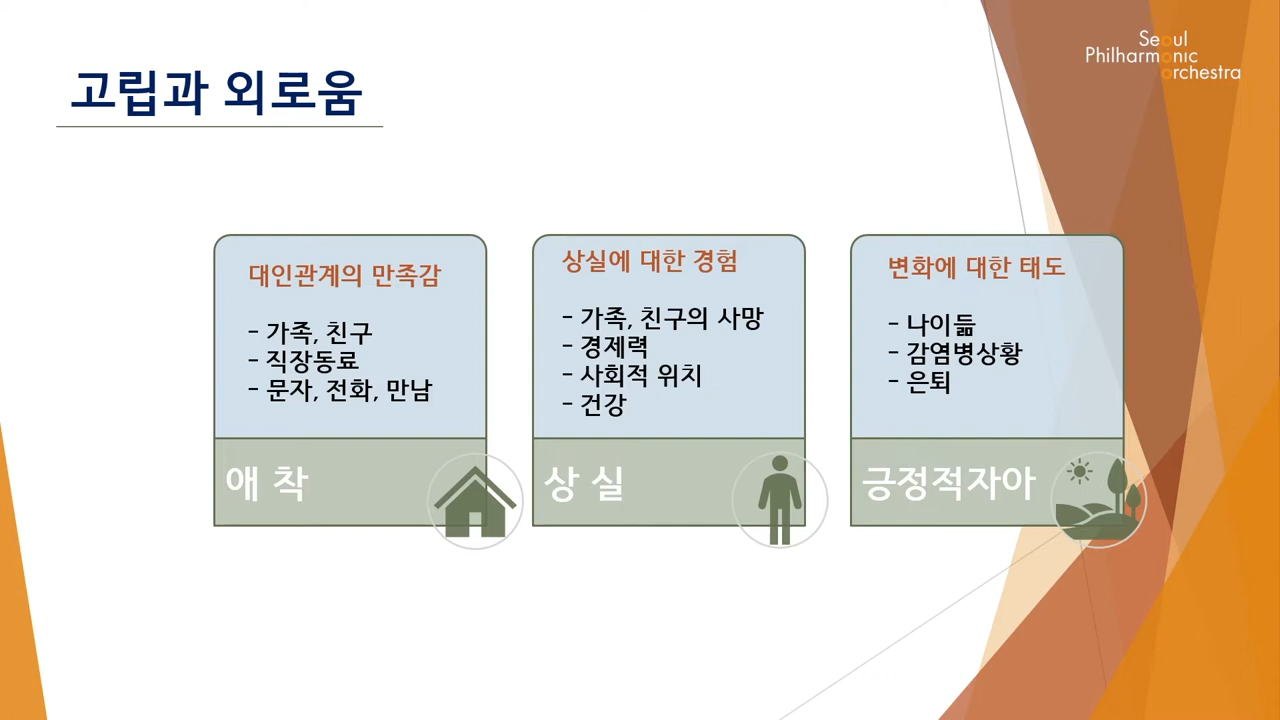 고립과 외로움
Seoul
Philharmonic
orchestra
대인관계의 만족감
- 가족, 친구
- 직장동료
- 문자, 전화, 만남
애 착
상실에 대한 경험
- 가족, 친구의 사망
- 경제력
- 사회적 위치
- 건강
상 실
변화에 대한 태도
- 나이듦
- 감염병상황
- 은퇴
긍정적자아